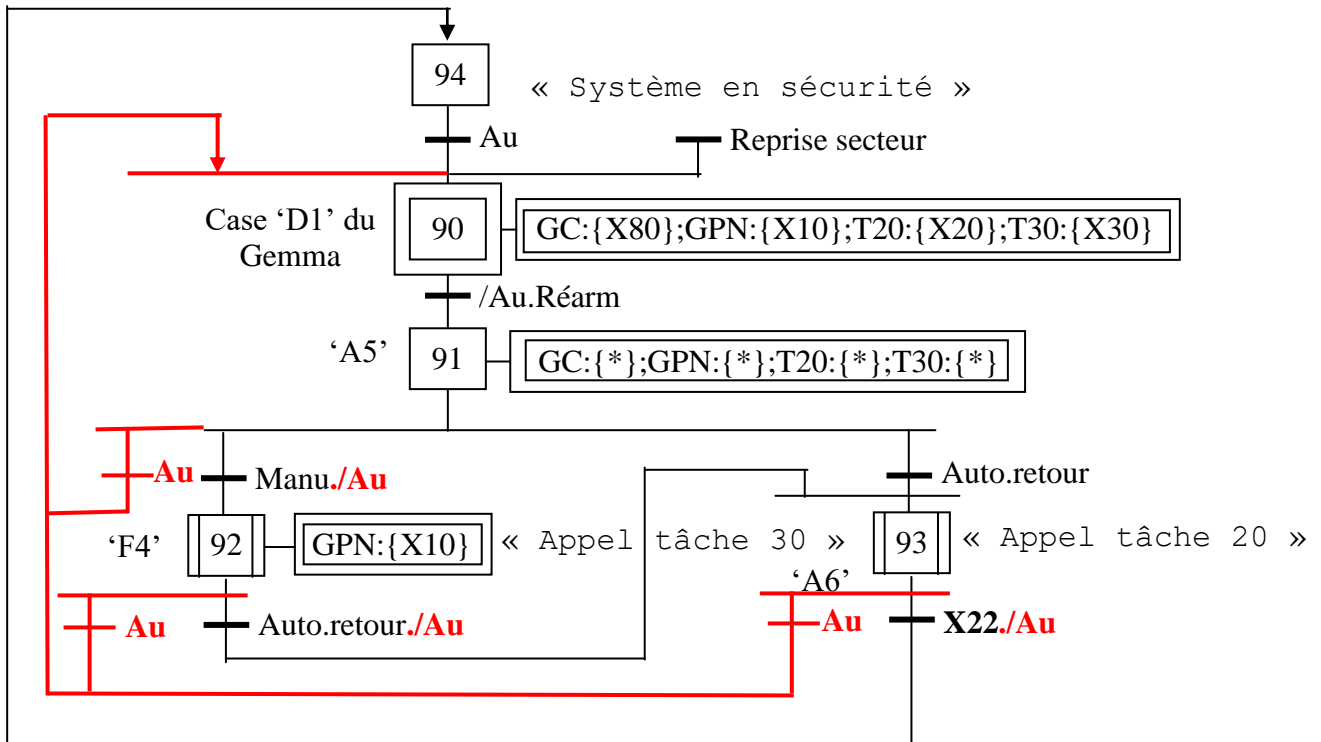 94
« Système en sécurité »
Au
Reprise secteur
Case ‘D1’ du
Gemma
90
GC:{X80};GPN:{X10};T20:{X20};T30:{X30}
/Au.Réarm
‘A5’
91
GC:{*};GPN:{*};T20:{*};T30:{*}
Au
Manu./Au
Auto.retour
‘F4’
92
GPN:{X10}
« Appel tâche 30 »
93
« Appel tâche 20 »
‘A6’
Au
Auto.retour./Au
Au
X22./Au